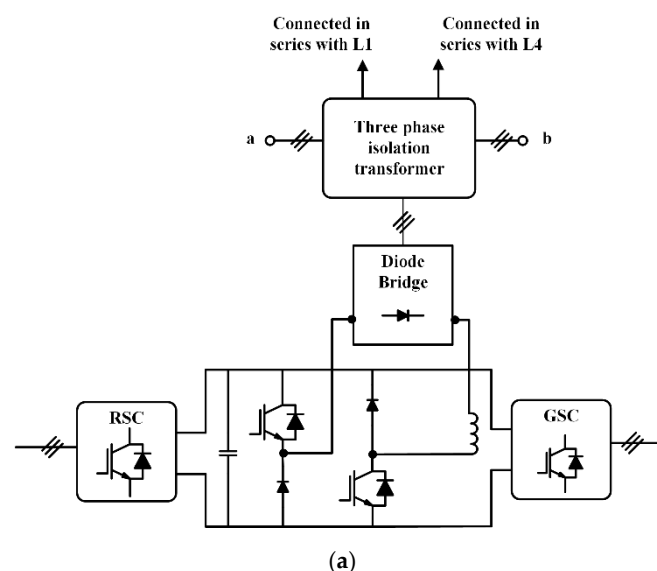 Connected in
series with L1
Connected in
series with L4
a
Three phase
isolation
transformer
b
Diode
Bridge
RSC
GSC
(a)